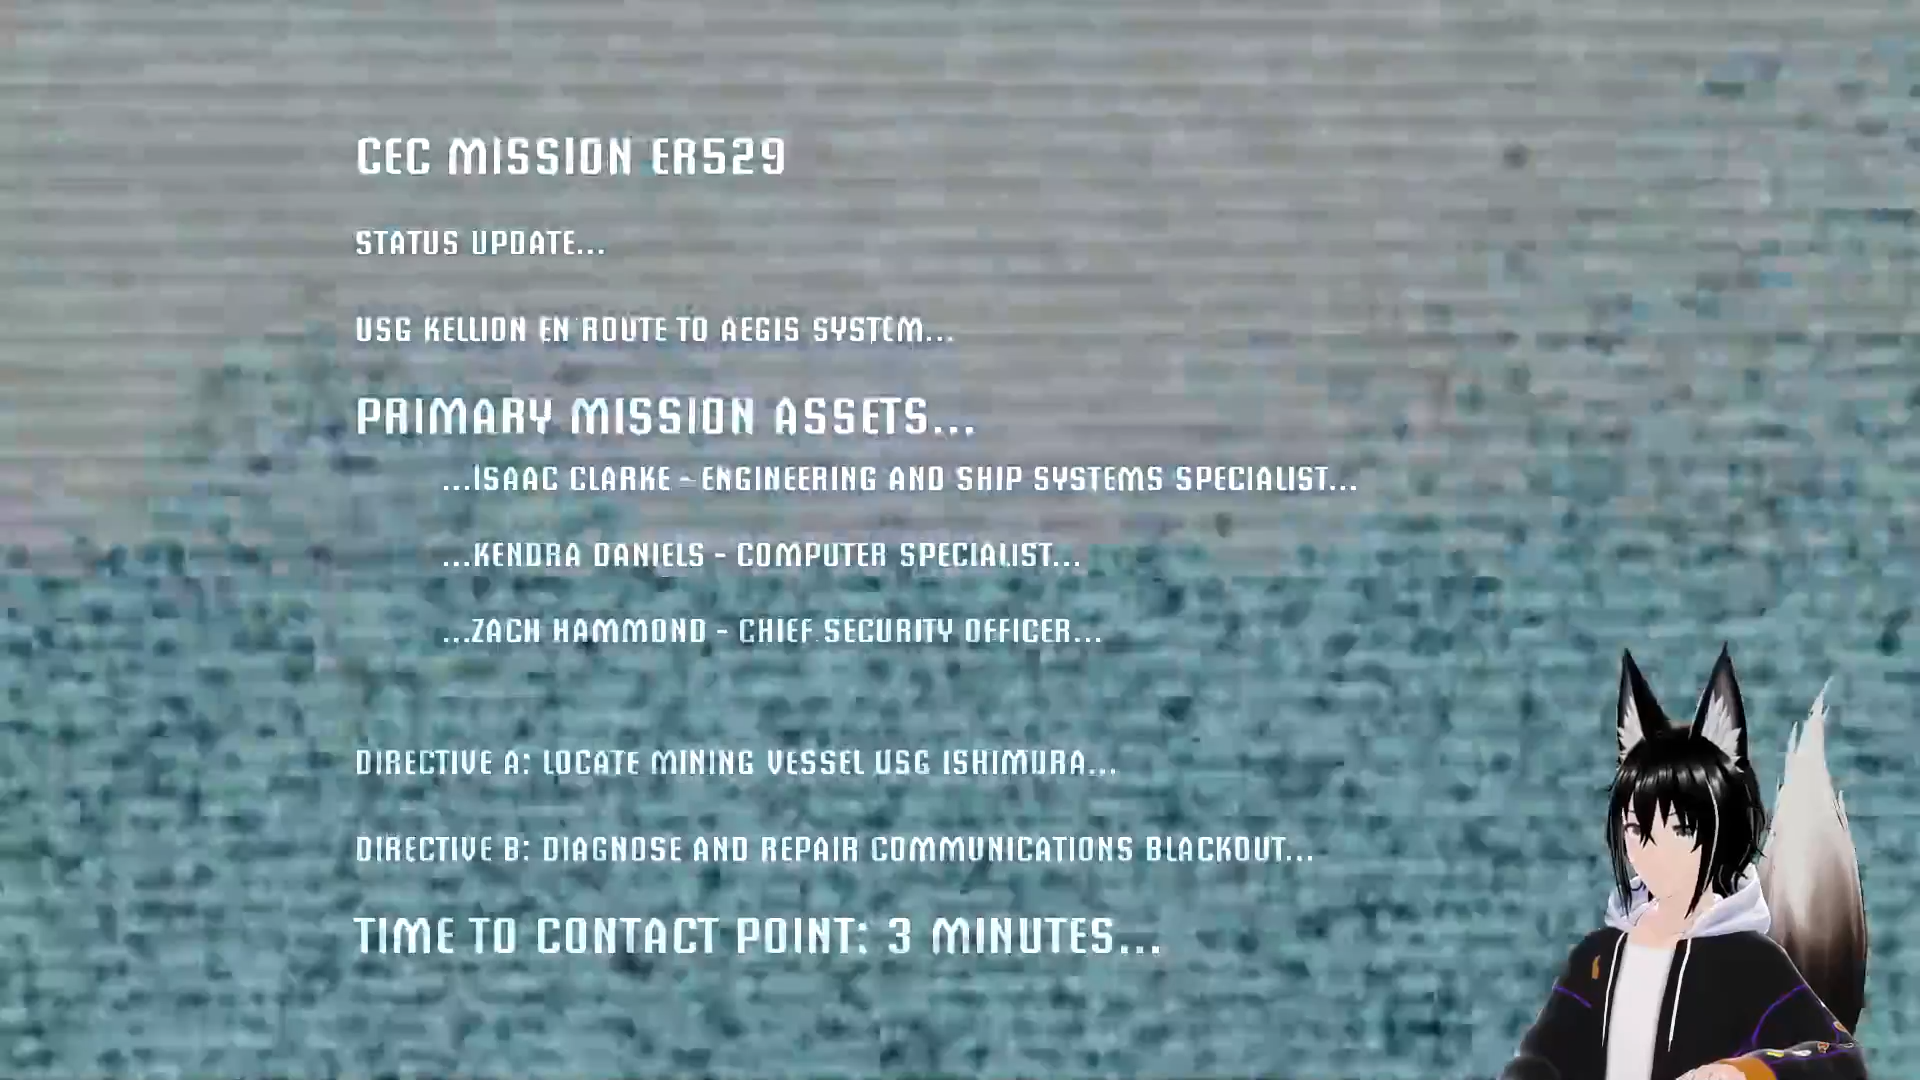 CEC MISSION ER529
STATUS UPDATE...
USG KELLION EN ROUTE TO AEGIS SYSTEM...
PRIMARY MISSION ASSETS...
...ISAAC CLARKE - ENGINEERING AND SHIP SYSTEMS SPECIALIST...
...KENDRA DANIELS - COMPUTER SPECIALIST...
...ZACH HAMMOND - CHIEF SECURITY OFFICER...
DIRECTIVE A: LOCATE MINING VESSEL USG ISHIMURA...
DIRECTIVE B: DIAGNOSE AND REPAIR COMMUNICATIONS BLACKOUT...
TIME TO CONTACT POINT: 3 MINUTES...